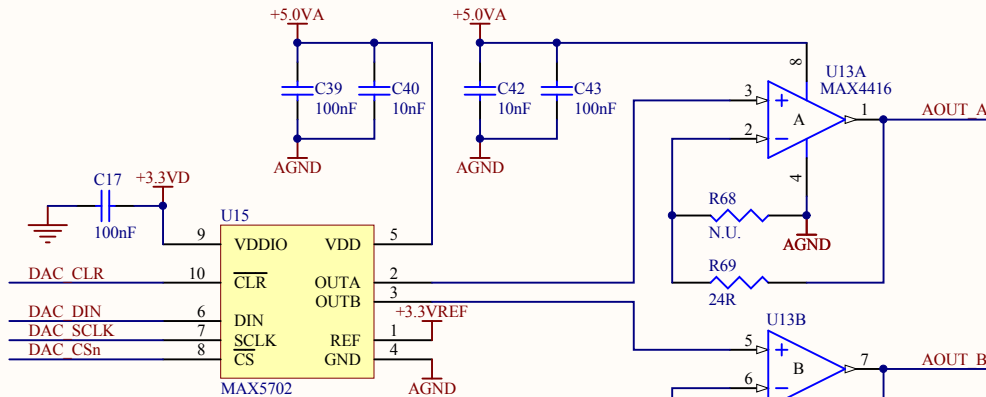 +5.0VA
+5.0VA
C39
100nF
C40
10nF
C42
10nF
C43
100nF
8
U13A
MAX4416
3
+
A
1
AOUT_A
2
−
4
AGND
AGND
C17
+3.3VD
100nF
U15
R68
N.U.
AGND
9
VDDIO
VDD
5
DAC_CLR
10
CLR
OUTA
2
R69
24R
OUTB
3
DAC_DIN
6
DIN
+3.3VREF
DAC_SCLK
7
SCLK
REF
1
DAC_CSn
8
CS
GND
4
MAX5702
AGND
U13B
5
+
B
7
AOUT_B
6
−